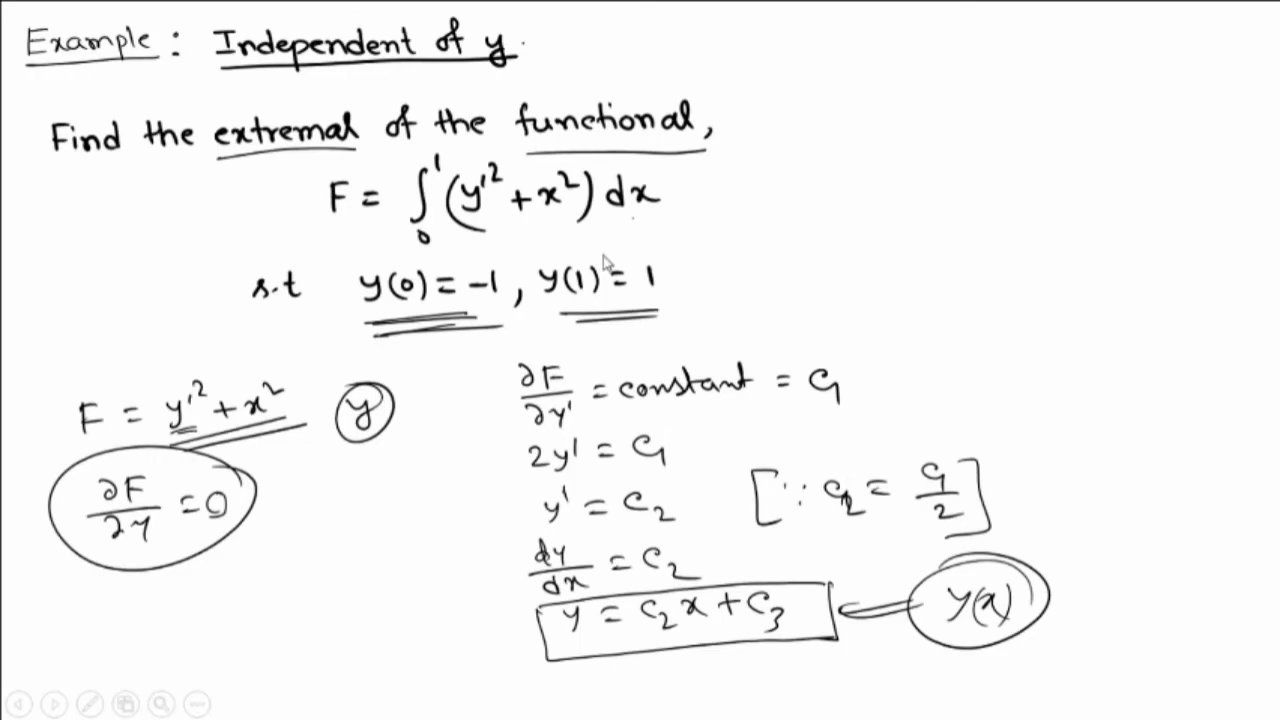 Example : Independent of y.
Find the extremal of the functional,
F = ∫₀¹ (y'² + x²) dx
s.t y(0) = -1 , y(1) = 1
F = y'² + x² y
∂F/∂y = 0
∂F/∂y' = constant = C₁
2y' = C₁
y' = C₂ [∵ C₂ = C₁/2]
dy/dx = C₂
y = C₂x + C₃ y(x)